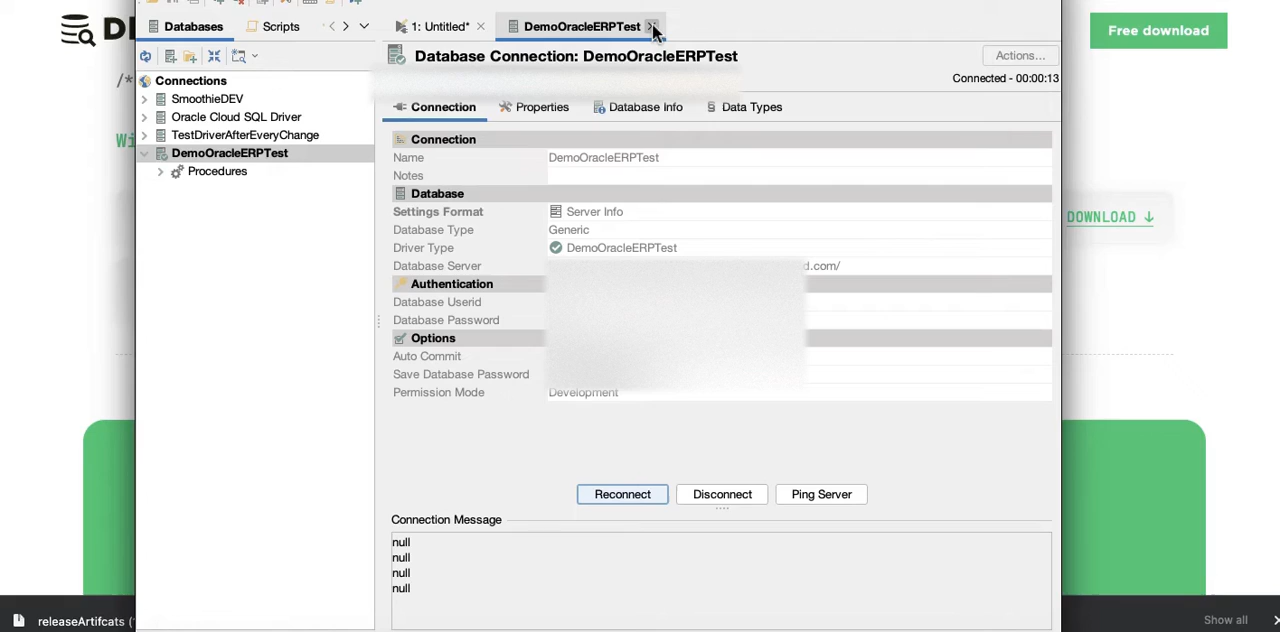 Databases
Scripts
1: Untitled*
DemoOracleERPTest
D
Free download
Database Connection: DemoOracleERPTest
Actions...
Connected - 00:00:13
/*
Connections
SmoothieDEV
Oracle Cloud SQL Driver
TestDriverAfterEveryChange
DemoOracleERPTest
Procedures
Wi
Connection
Properties
Database Info
Data Types
Connection
Name DemoOracleERPTest
Notes
Database
Settings Format Server Info
Database Type Generic
Driver Type DemoOracleERPTest
Database Server d.com/
Authentication
Database Userid
Database Password
Options
Auto Commit
Save Database Password
Permission Mode Development
DOWNLOAD ↓
Reconnect
Disconnect
Ping Server
Connection Message
null
null
null
null
releaseArtifcats (
Show all